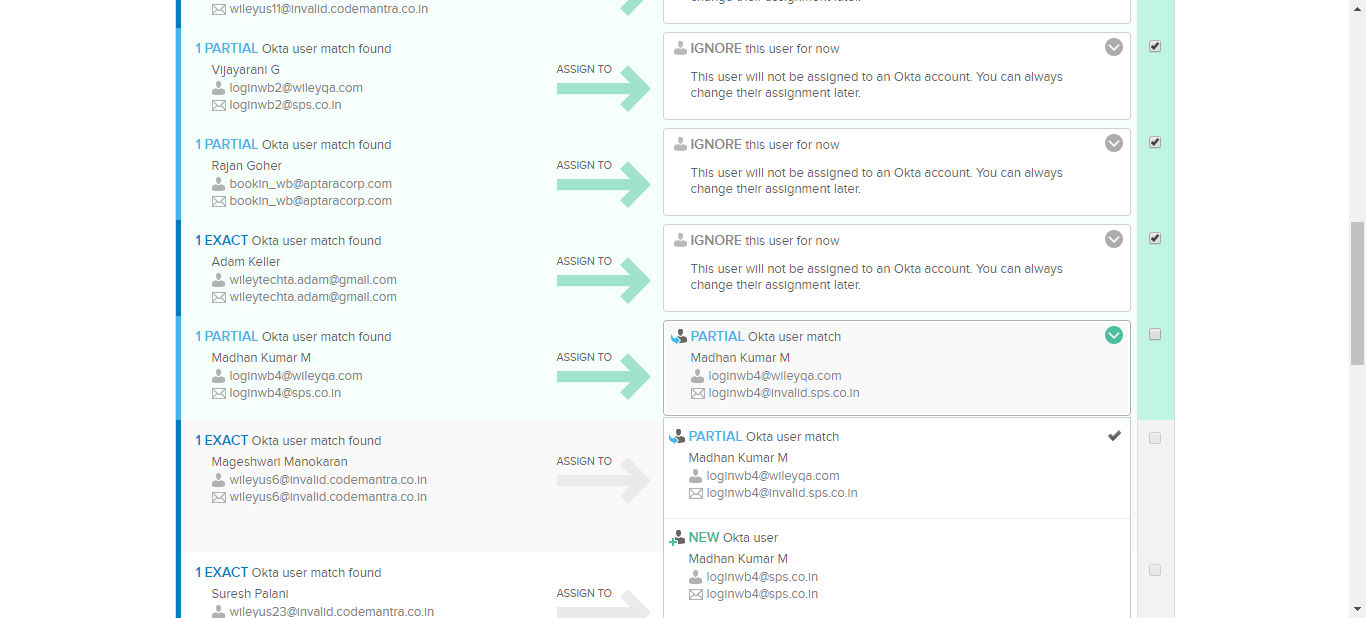 wileyus11@invalid.codemantra.co.in
1 PARTIAL Okta user match found
Vijayarani G
loginwb2@wileyqa.com
loginwb2@sps.co.in
ASSIGN TO
IGNORE this user for now
This user will not be assigned to an Okta account. You can always
change their assignment later.
1 PARTIAL Okta user match found
Rajan Goher
bookin_wb@aptaracorp.com
bookin_wb@aptaracorp.com
ASSIGN TO
IGNORE this user for now
This user will not be assigned to an Okta account. You can always
change their assignment later.
1 EXACT Okta user match found
Adam Keller
wileytechta.adam@gmail.com
wileytechta.adam@gmail.com
ASSIGN TO
IGNORE this user for now
This user will not be assigned to an Okta account. You can always
change their assignment later.
1 PARTIAL Okta user match found
Madhan Kumar M
loginwb4@wileyqa.com
loginwb4@sps.co.in
ASSIGN TO
PARTIAL Okta user match
Madhan Kumar M
loginwb4@wileyqa.com
loginwb4@invalid.sps.co.in
1 EXACT Okta user match found
Mageshwari Manokaran
wileyus6@invalid.codemantra.co.in
wileyus6@invalid.codemantra.co.in
ASSIGN TO
PARTIAL Okta user match
Madhan Kumar M
loginwb4@wileyqa.com
loginwb4@invalid.sps.co.in
NEW Okta user
Madhan Kumar M
loginwb4@sps.co.in
loginwb4@sps.co.in
1 EXACT Okta user match found
Suresh Palani
wileyus23@invalid.codemantra.co.in
ASSIGN TO